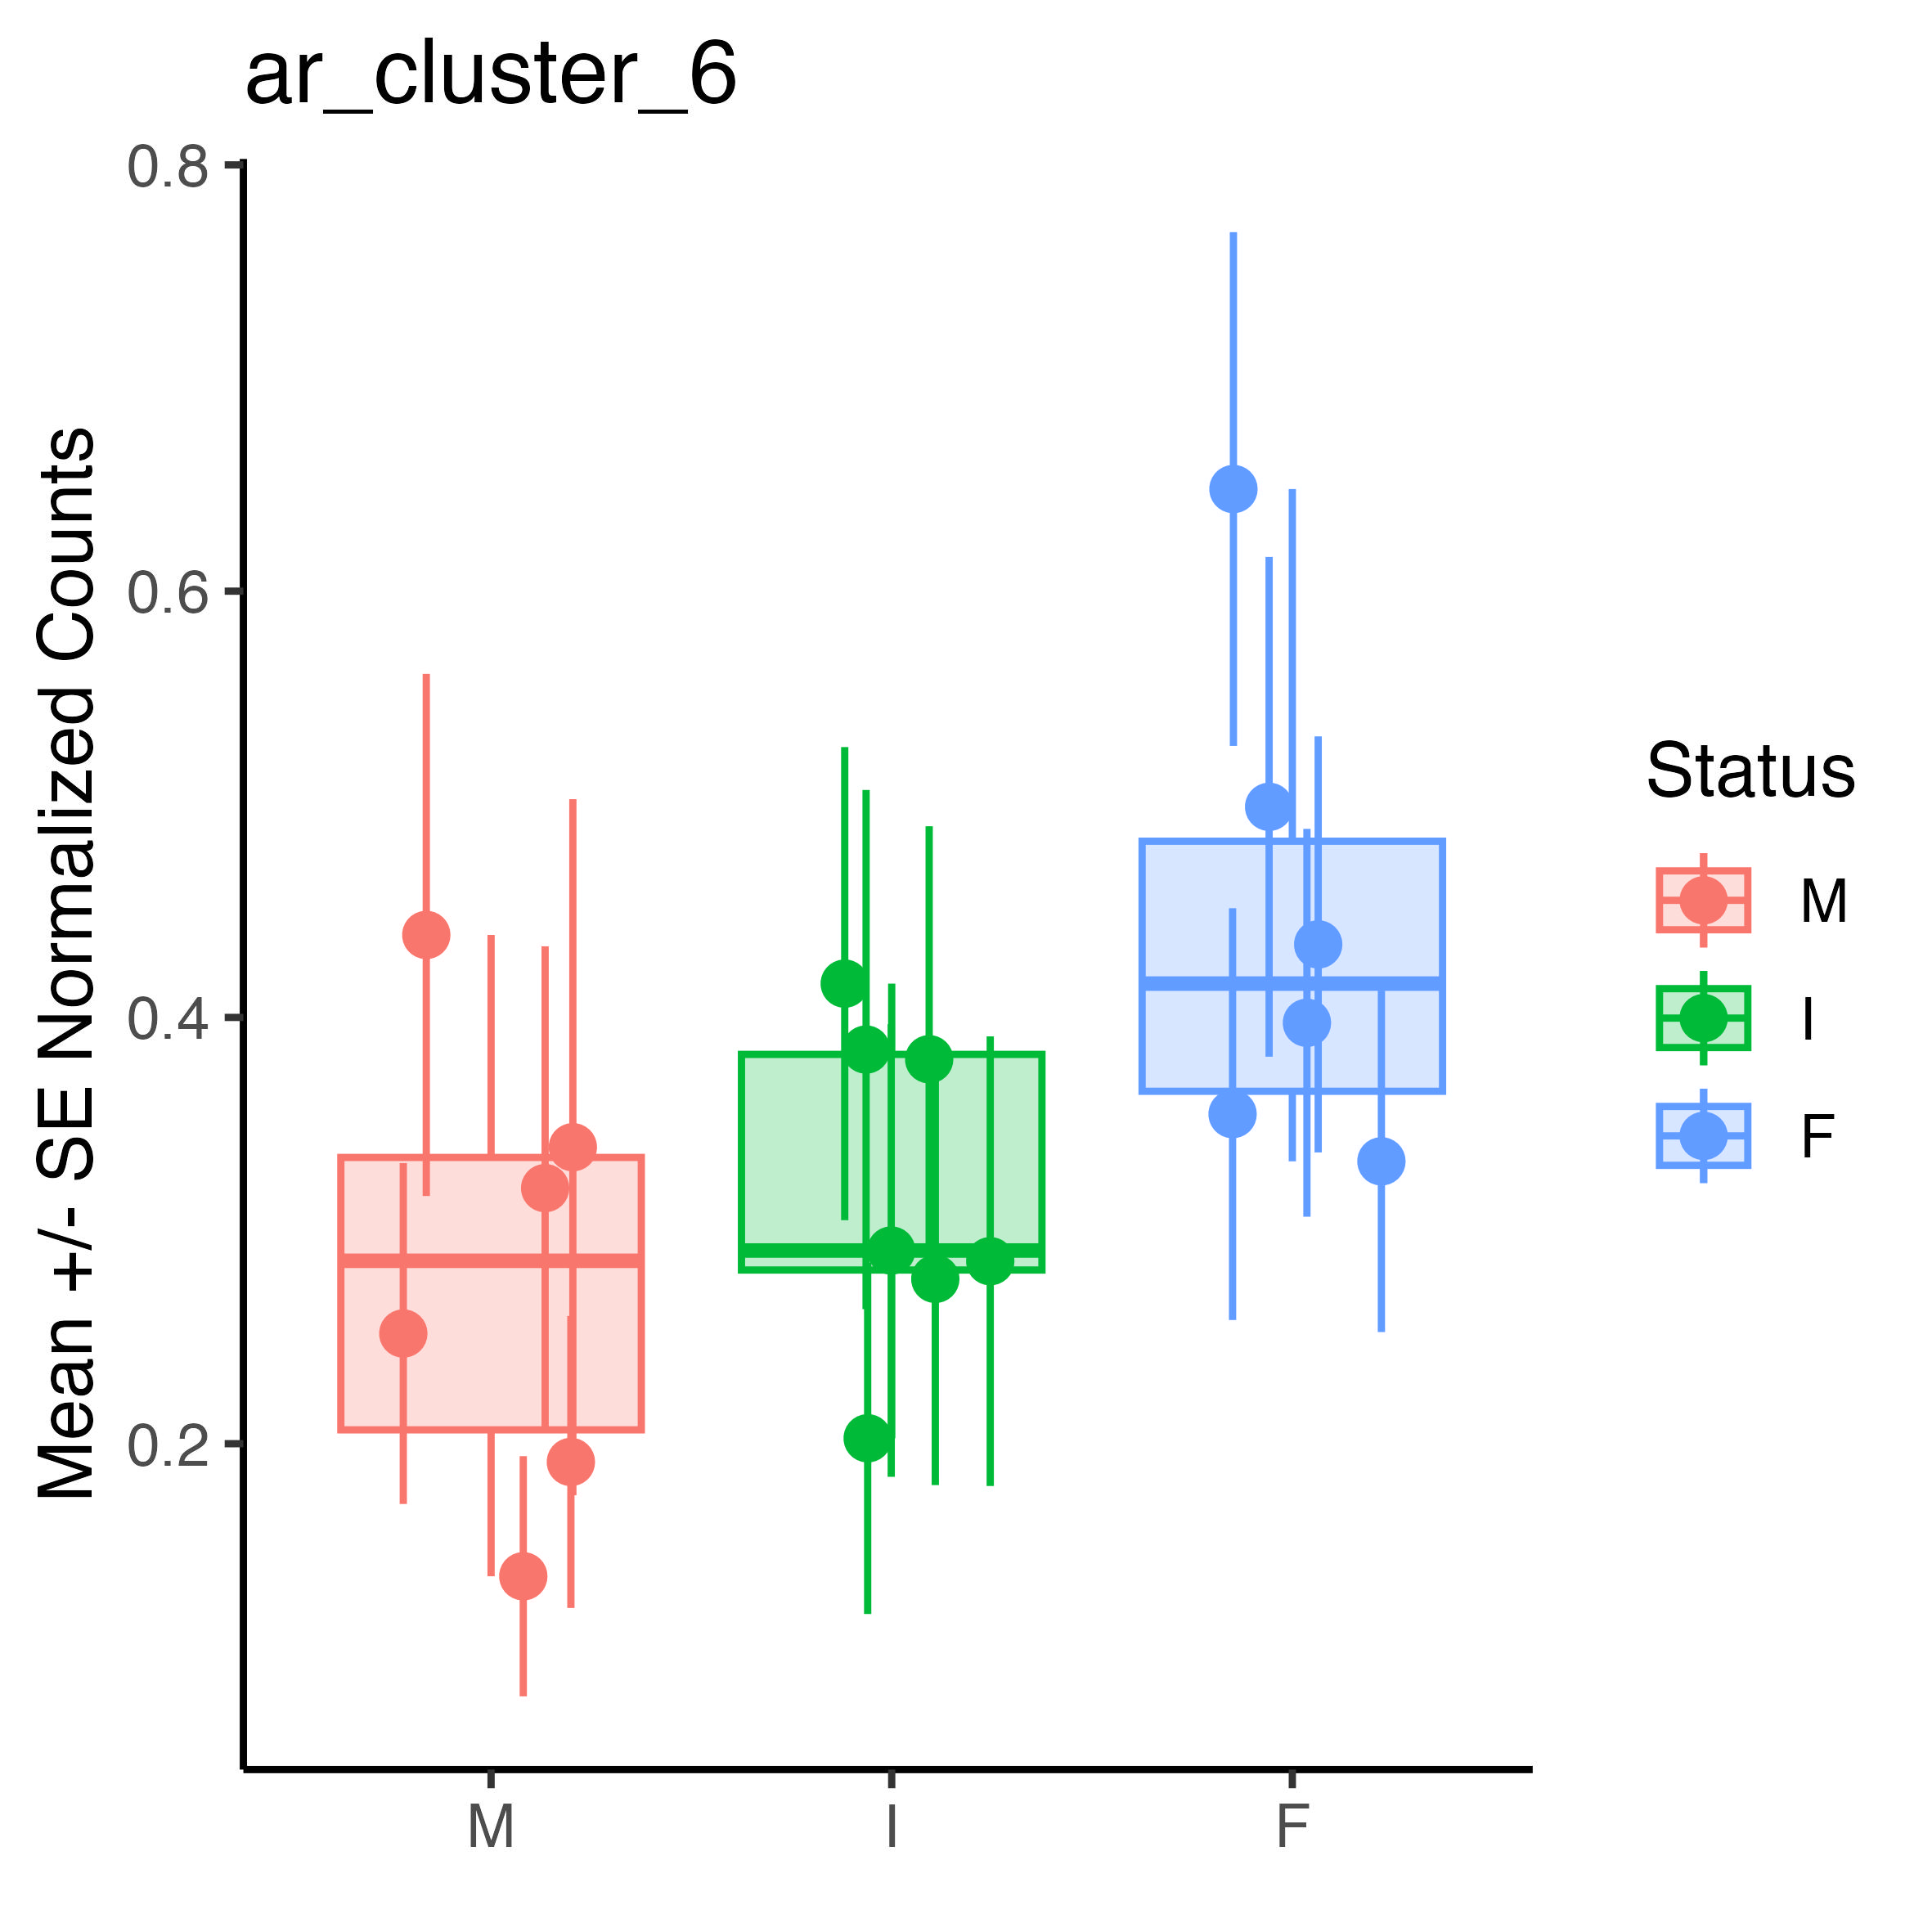 ar_cluster_6
Mean +/- SE Normalized Counts
0.8
0.6
0.4
0.2
M
I
F
Status
M
I
F